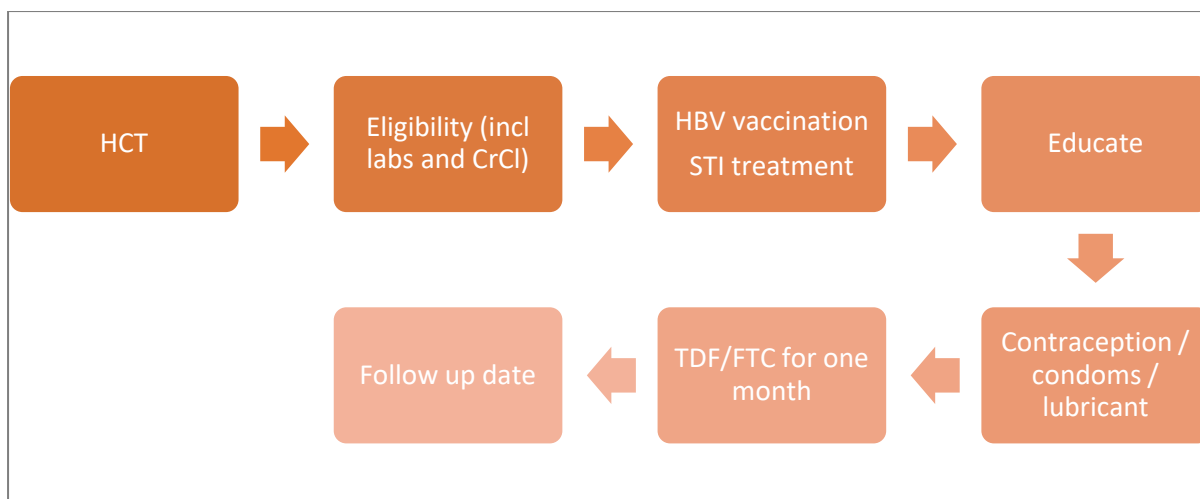 HCT
Eligibility (incl
labs and CrCl)
HBV vaccination
STI treatment
Educate
Contraception /
condoms /
lubricant
TDF/FTC for one
month
Follow up date